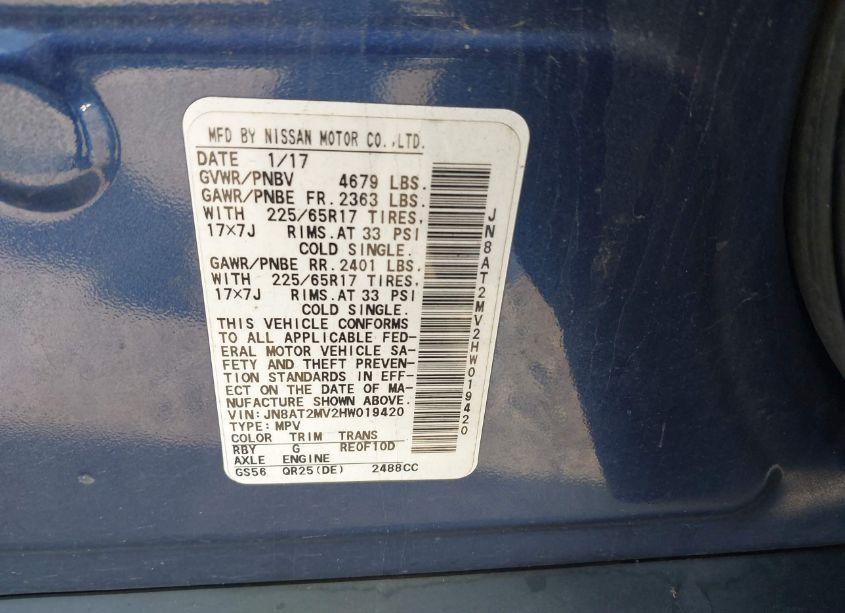 MFD BY NISSAN MOTOR CO.,LTD.
DATE 1/17
GVWR/PNBV 4679 LBS.
GAWR/PNBE FR. 2363 LBS.
WITH 225/65R17 TIRES,
17×7J RIMS.AT 33 PSI
COLD SINGLE.
GAWR/PNBE RR. 2401 LBS.
WITH 225/65R17 TIRES,
17×7J RIMS.AT 33 PSI
COLD SINGLE.
THIS VEHICLE CONFORMS
TO ALL APPLICABLE FED-
ERAL MOTOR VEHICLE SA-
FETY AND THEFT PREVEN-
TION STANDARDS IN EFF-
ECT ON THE DATE OF MA-
NUFACTURE SHOWN ABOVE.
VIN: JN8AT2MV2HW019420
TYPE: MPV
COLOR TRIM TRANS
RBY G RE0F10D
AXLE ENGINE
GS56 QR25(DE) 2488CC
JN8AT2MV2HW019420